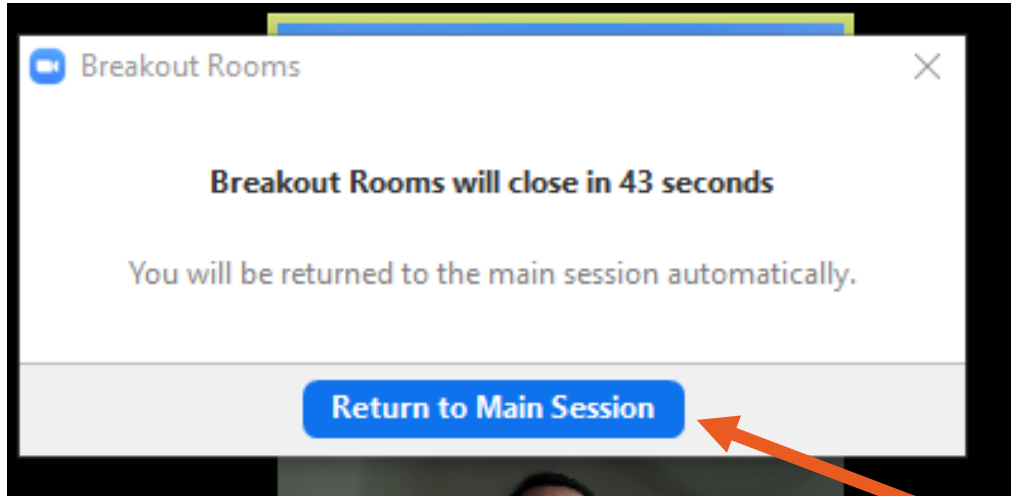 Breakout Rooms
Breakout Rooms will close in 43 seconds
You will be returned to the main session automatically.
Return to Main Session